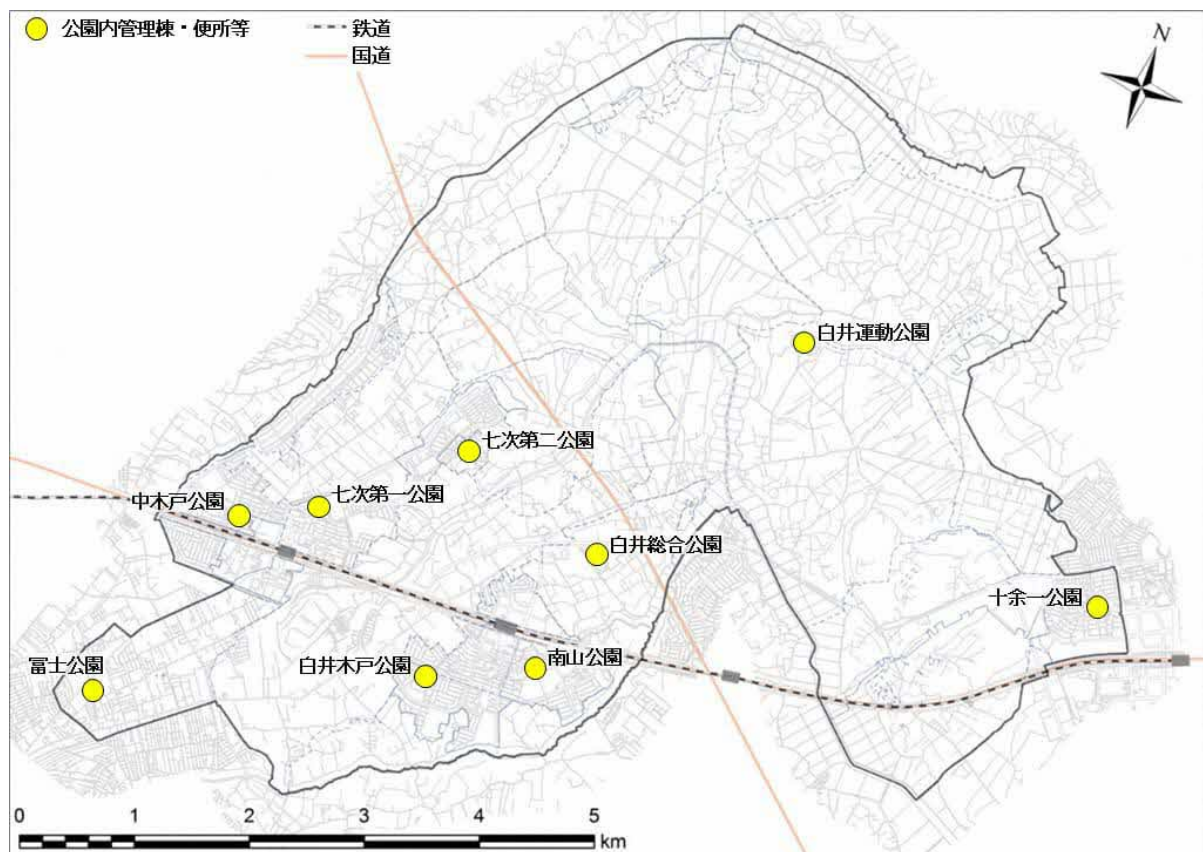 公園内管理棟・便所等
鉄道
国道
N
白井運動公園
七次第二公園
七次第一公園
中木戸公園
白井総合公園
十余一公園
冨士公園
白井木戸公園
南山公園
0 1 2 3 4 5
km